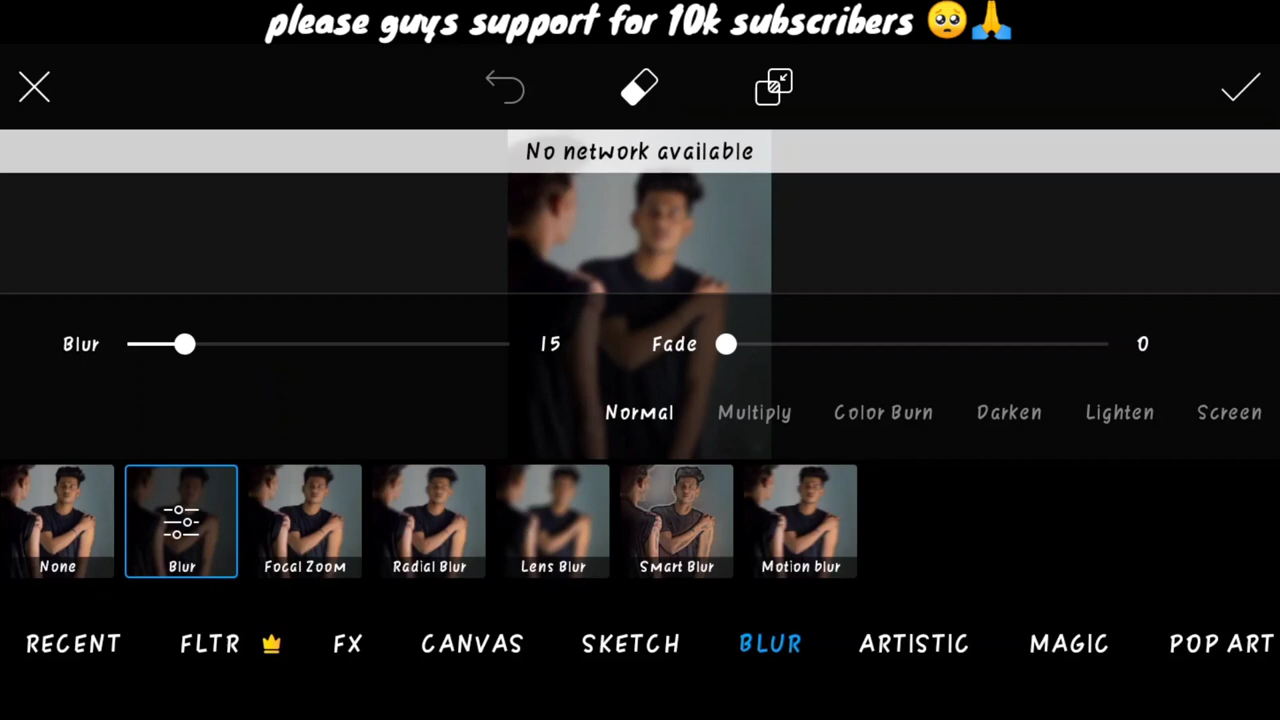 please guys support for 10k subscribers 🥺🙏
No network available
Blur 15 Fade 0
Normal Multiply Color Burn Darken Lighten Screen
None Blur Focal Zoom Radial Blur Lens Blur Smart Blur Motion blur
RECENT FLTR FX CANVAS SKETCH BLUR ARTISTIC MAGIC POP ART